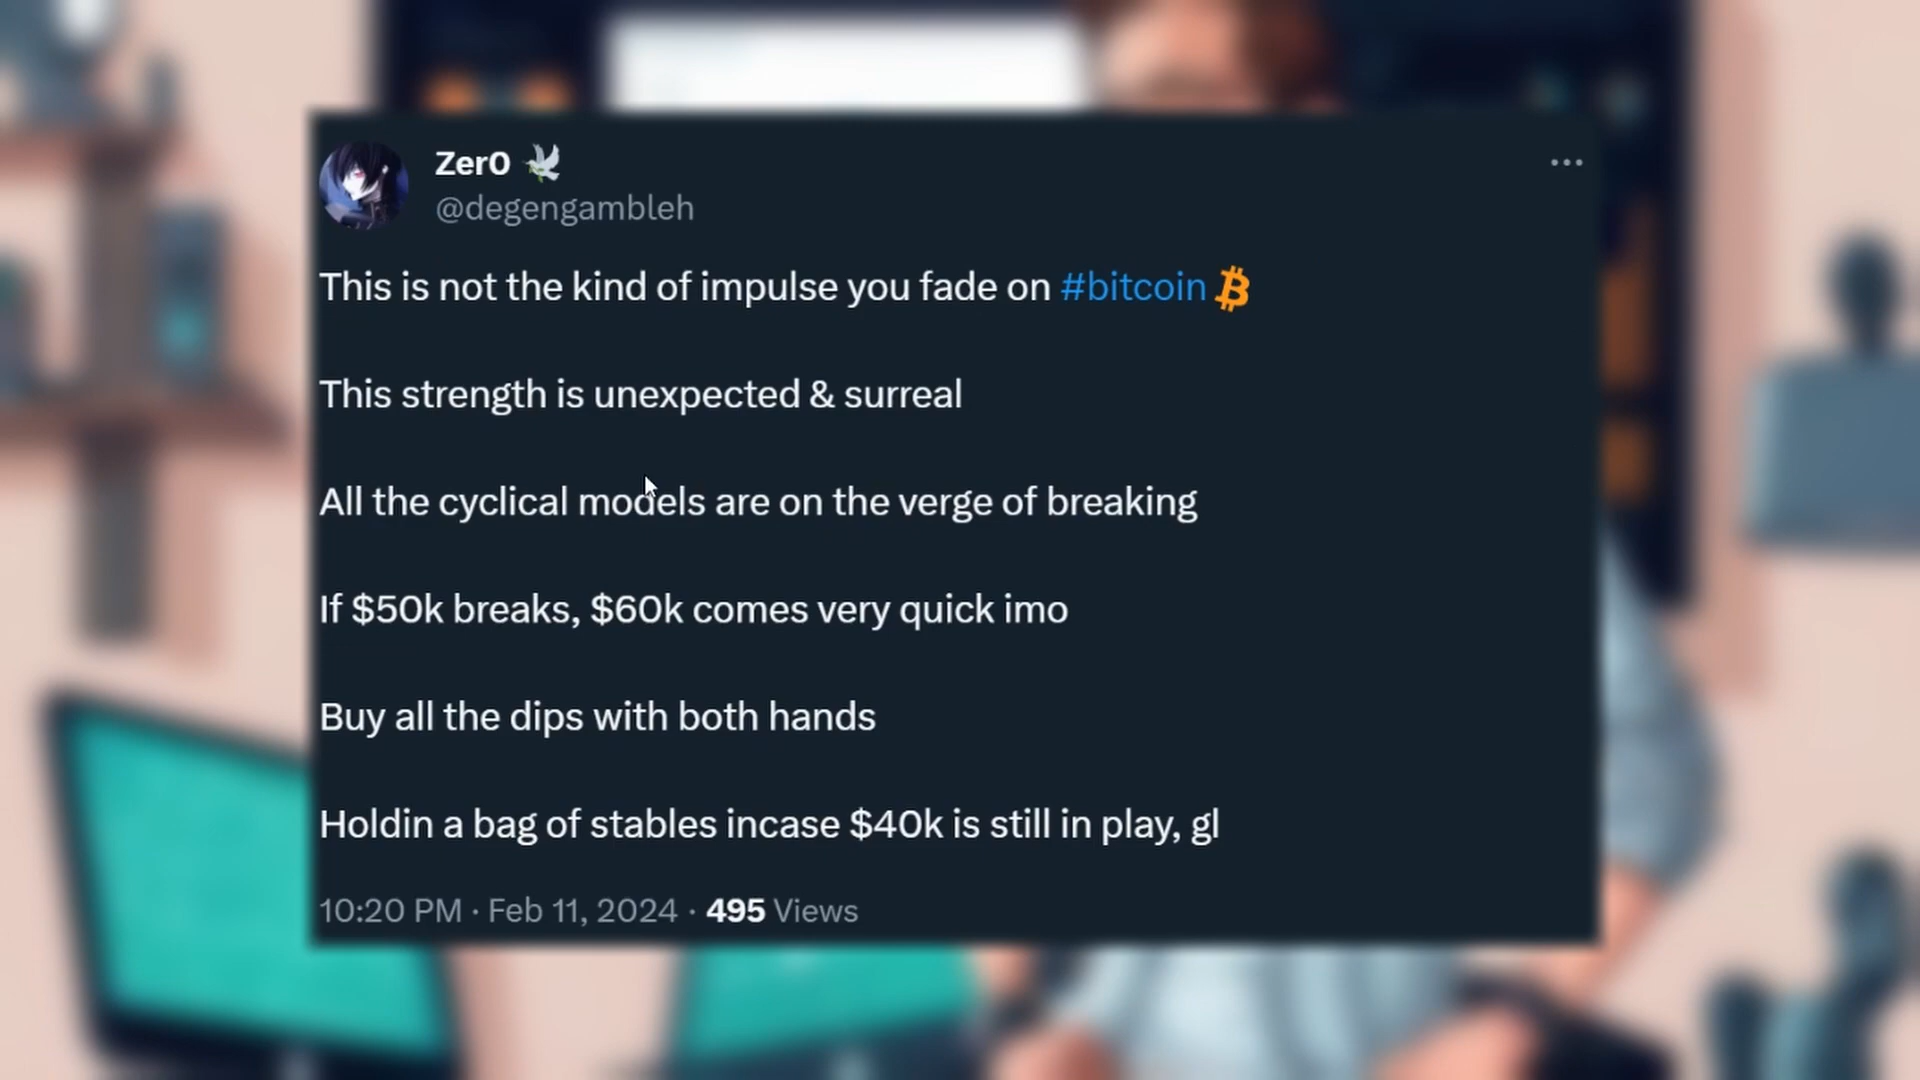 Zer0 🕊️
@degengambleh
This is not the kind of impulse you fade on #bitcoin
This strength is unexpected & surreal
All the cyclical models are on the verge of breaking
If $50k breaks, $60k comes very quick imo
Buy all the dips with both hands
Holdin a bag of stables incase $40k is still in play, gl
10:20 PM · Feb 11, 2024 · 495 Views